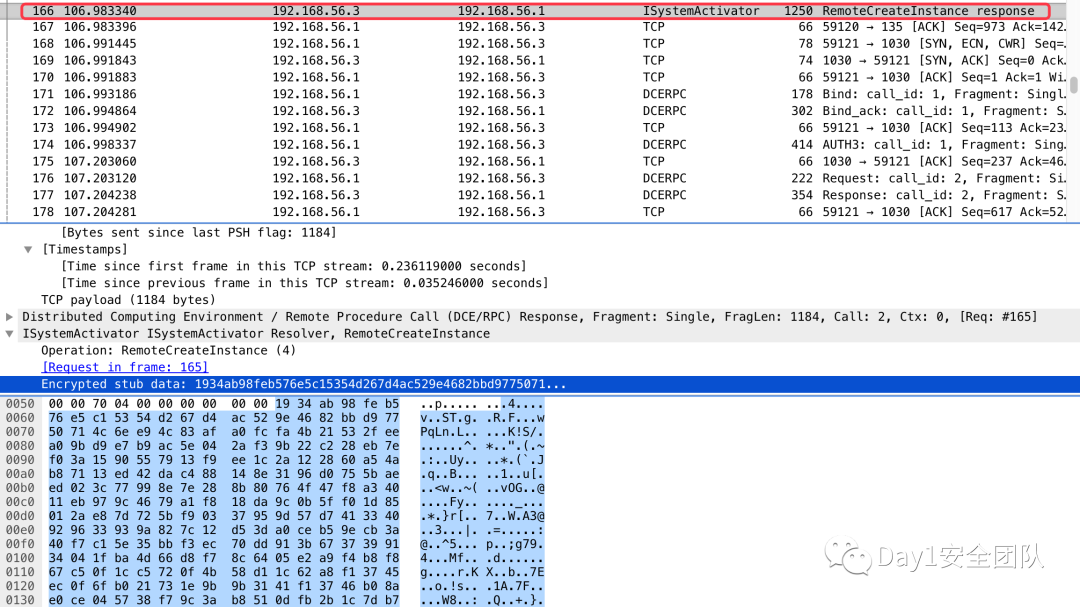 166 106.983340 192.168.56.3 192.168.56.1 ISystemActivator 1250 RemoteCreateInstance response
167 106.983396 192.168.56.1 192.168.56.3 TCP 66 59120 → 135 [ACK] Seq=973 Ack=142…
168 106.991445 192.168.56.1 192.168.56.3 TCP 78 59121 → 1030 [SYN, ECN, CWR] Seq=…
169 106.991843 192.168.56.3 192.168.56.1 TCP 74 1030 → 59121 [SYN, ACK] Seq=0 Ack…
170 106.991883 192.168.56.1 192.168.56.3 TCP 66 59121 → 1030 [ACK] Seq=1 Ack=1 Wi…
171 106.993186 192.168.56.1 192.168.56.3 DCERPC 178 Bind: call_id: 1, Fragment: Singl…
172 106.994864 192.168.56.3 192.168.56.1 DCERPC 302 Bind_ack: call_id: 1, Fragment: S…
173 106.994902 192.168.56.1 192.168.56.3 TCP 66 59121 → 1030 [ACK] Seq=113 Ack=23…
174 106.998337 192.168.56.1 192.168.56.3 DCERPC 414 AUTH3: call_id: 1, Fragment: Sing…
175 107.203060 192.168.56.3 192.168.56.1 TCP 66 1030 → 59121 [ACK] Seq=237 Ack=46…
176 107.203120 192.168.56.1 192.168.56.3 DCERPC 222 Request: call_id: 2, Fragment: Si…
177 107.204238 192.168.56.3 192.168.56.1 DCERPC 354 Response: call_id: 2, Fragment: S…
178 107.204281 192.168.56.1 192.168.56.3 TCP 66 59121 → 1030 [ACK] Seq=617 Ack=52…
[Bytes sent since last PSH flag: 1184]
[Timestamps]
[Time since first frame in this TCP stream: 0.236119000 seconds]
[Time since previous frame in this TCP stream: 0.035246000 seconds]
TCP payload (1184 bytes)
Distributed Computing Environment / Remote Procedure Call (DCE/RPC) Response, Fragment: Single, FragLen: 1184, Call: 2, Ctx: 0, [Req: #165]
ISystemActivator ISystemActivator Resolver, RemoteCreateInstance
Operation: RemoteCreateInstance (4)
[Request in frame: 165]
Encrypted stub data: 1934ab98feb576e5c15354d267d4ac529e4682bbd9775071...
0050 00 00 70 04 00 00 00 00 00 00 19 34 ab 98 fe b5 ..p..... ...4....
0060 76 e5 c1 53 54 d2 67 d4 ac 52 9e 46 82 bb d9 77 v..ST.g. .R.F...w
0070 50 71 4c 6e e9 4c 83 af a0 fc fa 4b 21 53 2f ee PqLn.L.. ...K!S/.
0080 a0 9b d9 e7 b9 ac 5e 04 2a f3 9b 22 c2 28 eb 7e ......^. *..".(.~
0090 f0 3a 15 90 55 79 13 f9 ee 1c 2a 12 28 60 a5 4a .:..Uy.. ..*.(`.J
00a0 b8 71 13 ed 42 da c4 88 14 8e 31 96 d0 75 5b ae .q..B... ..1..u[.
00b0 ed 02 3c 77 99 8e 7e 28 8b 80 76 4f 47 f8 a3 40 ..<w..~( ..vOG..@
00c0 11 eb 97 9c 46 79 a1 f8 18 da 9c 0b 5f f0 1d 85 ....Fy.. ...._...
00d0 01 2a e8 7d 72 5b f9 03 37 95 9d 57 d7 41 33 40 .*.}r[.. 7..W.A3@
00e0 92 96 33 93 9a 82 7c 12 d5 3d a0 ce b5 9e cb 3a ..3...|. .=.....:
00f0 40 f7 c1 5e 35 bb f3 ec 70 dd 91 3b 67 37 39 91 @..^5... p..;g79.
0100 34 04 1f ba 4d 66 d8 f7 8c 64 05 e2 a9 f4 b8 f8 4...Mf.. .d......
0110 67 c5 0f 1c c5 72 0f 4b 58 d1 1c 62 a8 f1 37 45 g....r.K X..b..7E
0120 ec 0f 6f b0 21 73 1e 9b 9b 31 41 f1 37 46 b0 8a ..o.!s.. .1A.7F..
0130 e0 ce 04 57 38 f7 9c 3a b8 51 0d fb 2b 1c 7d b7 ...W8..: .Q..+.}.
Day1安全团队